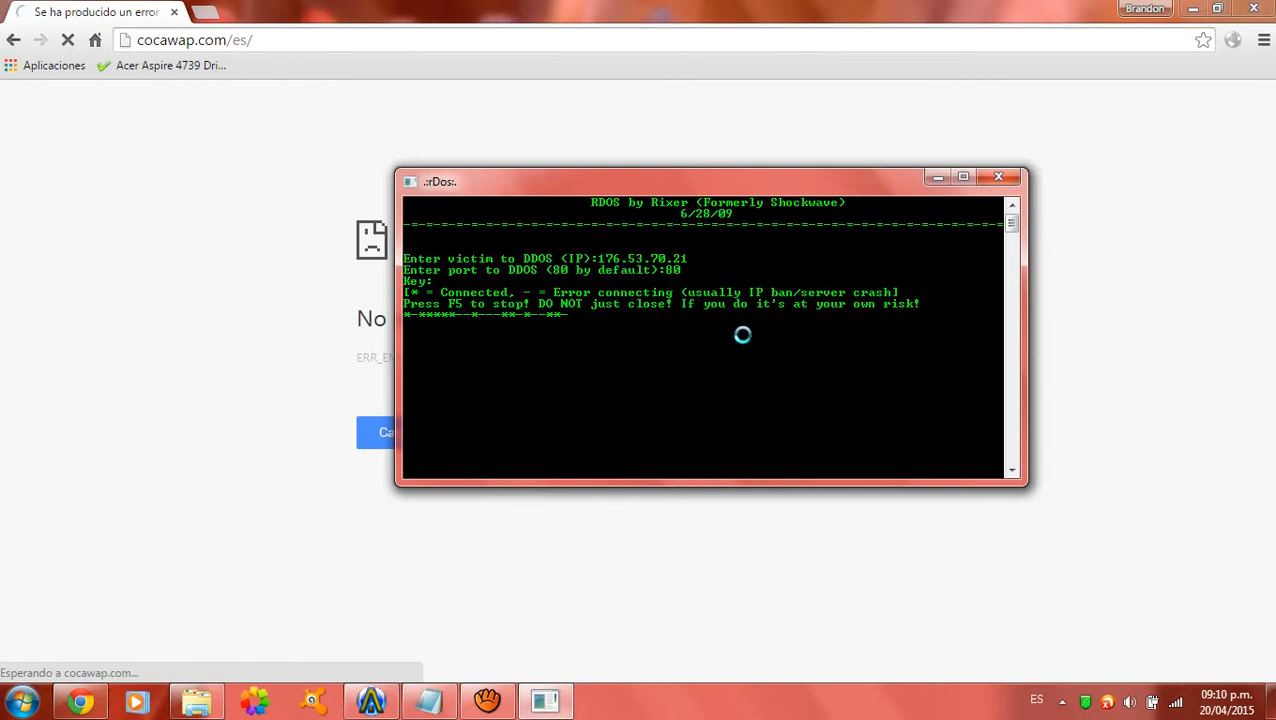 Se ha producido un error
Brandon
cocawap.com/es/
Aplicaciones
Acer Aspire 4739 Dri...
.:rDos:.
RDOS by Rixer (Formerly Shockwave)
6/28/09
Enter victim to DDOS (IP):176.53.70.21
Enter port to DDOS (80 by default):80
Key:
[* = Connected, - = Error connecting (usually IP ban/server crash]
Press F5 to stop! DO NOT just close! If you do it's at your own risk!
*-*****--*---**-*--**-
No
ERR_EM
Ca
Esperando a cocawap.com...
ES
09:10 p.m.
20/04/2015